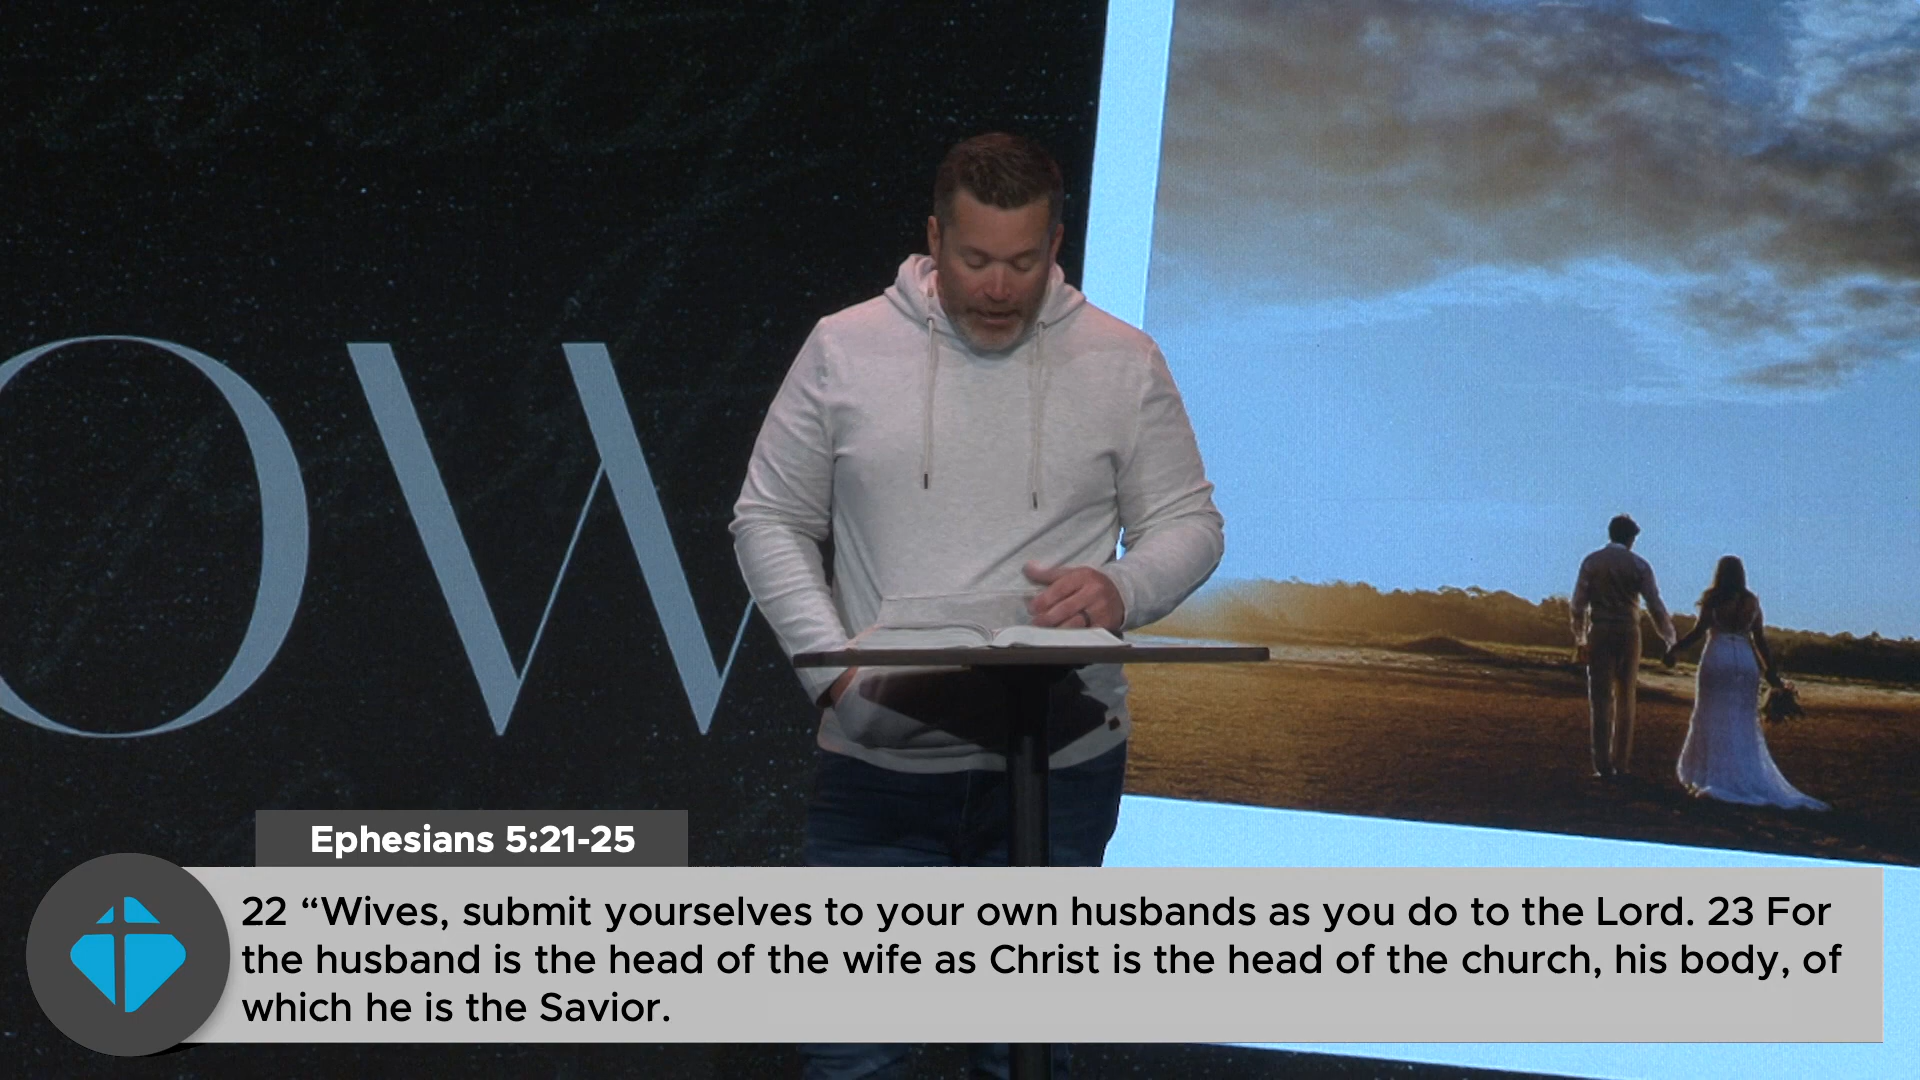 OW
Ephesians 5:21-25
22 “Wives, submit yourselves to your own husbands as you do to the Lord. 23 For
the husband is the head of the wife as Christ is the head of the church, his body, of
which he is the Savior.